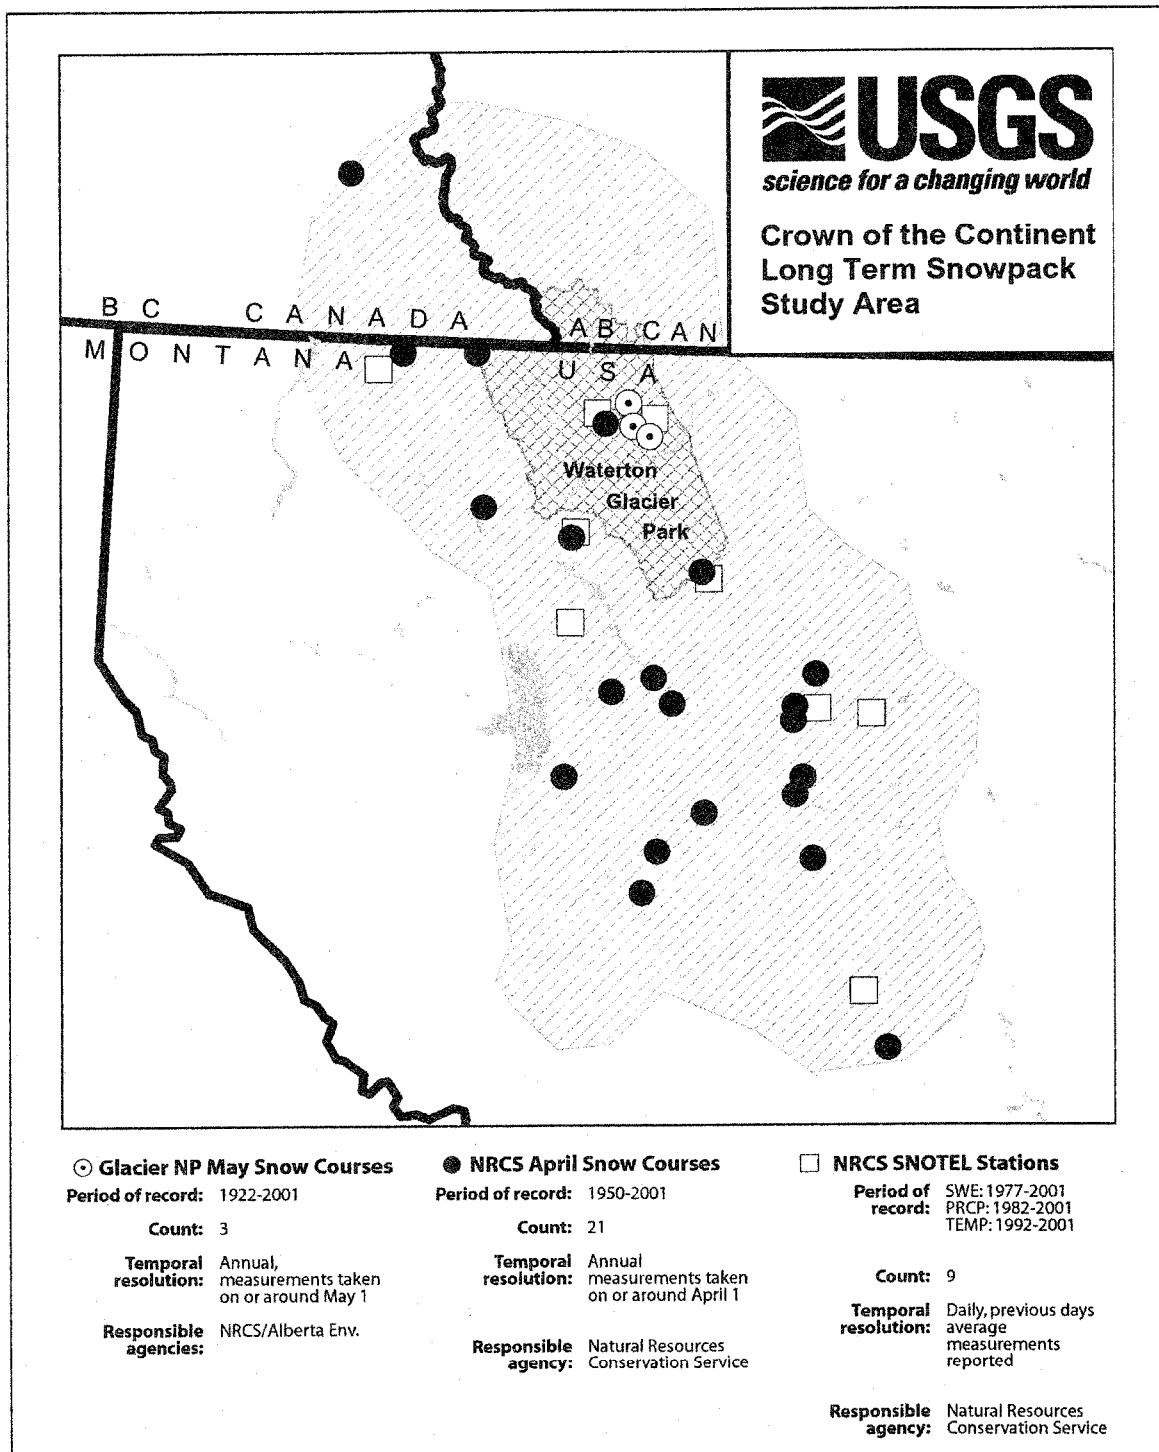 USGS
science for a changing world
Crown of the Continent
Long Term Snowpack
Study Area
BC CANADA
AB CAN
MONTANA
USA
Waterton
Glacier
Park
Glacier NP May Snow Courses
Period of record: 1922-2001
Count: 3
Temporal resolution: Annual,
measurements taken
on or around May 1
Responsible agencies: NRCS/Alberta Env.
NRCS April Snow Courses
Period of record: 1950-2001
Count: 21
Temporal resolution: Annual
measurements taken
on or around April 1
Responsible agency: Natural Resources
Conservation Service
NRCS SNOTEL Stations
Period of record: SWE: 1977-2001
PRCP: 1982-2001
TEMP: 1992-2001
Count: 9
Temporal resolution: Daily, previous days
average
measurements
reported
Responsible agency: Natural Resources
Conservation Service